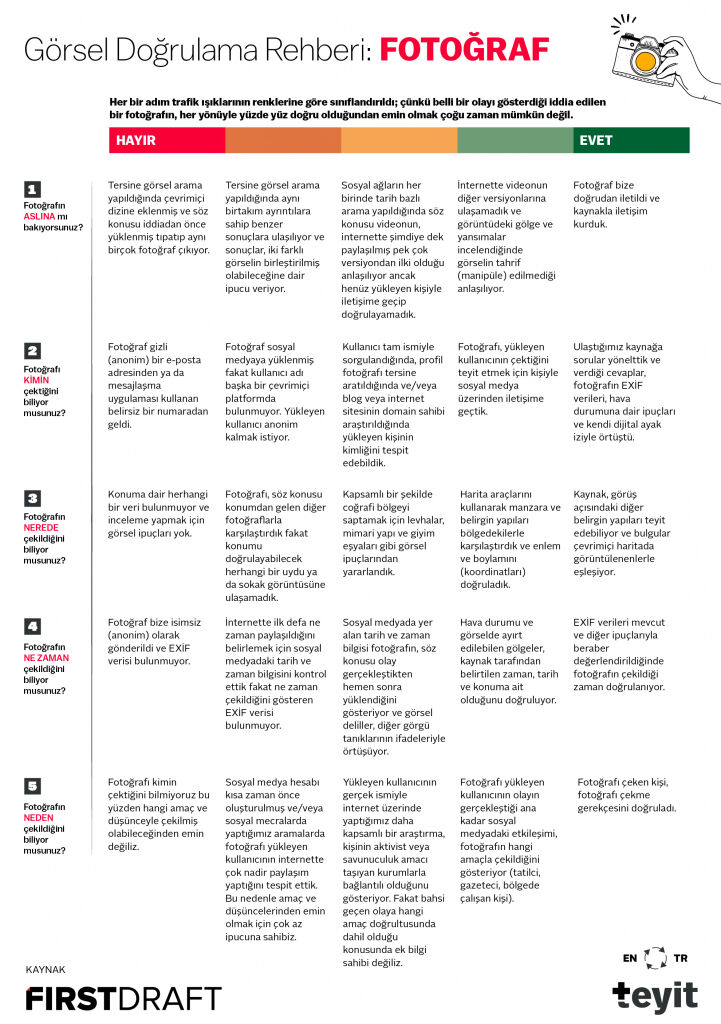 Görsel Doğrulama Rehberi: FOTOĞRAF
Her bir adım trafik ışıklarının renklerine göre sınıflandırıldı; çünkü belli bir olayı gösterdiği iddia edilen
bir fotoğrafın, her yönüyle yüzde yüz doğru olduğundan emin olmak çoğu zaman mümkün değil.
HAYIR
EVET
1
Fotoğrafın
ASLINA mı
bakıyorsunuz?
Tersine görsel arama
yapıldığında çevrimiçi
dizine eklenmiş ve söz
konusu iddiadan önce
yüklenmiş tıpatıp aynı
birçok fotoğraf çıkıyor.
Tersine görsel arama
yapıldığında aynı
birtakım ayrıntılara
sahip benzer
sonuçlara ulaşılıyor ve
sonuçlar, iki farklı
görselin birleştirilmiş
olabileceğine dair
ipucu veriyor.
Sosyal ağların her
birinde tarih bazlı
arama yapıldığında söz
konusu videonun,
internette şimdiye dek
paylaşılmış pek çok
versiyondan ilki olduğu
anlaşılıyor ancak
henüz yükleyen kişiyle
iletişime geçip
doğrulayamadık.
İnternette videonun
diğer versiyonlarına
ulaşamadık ve
görüntüdeki gölge ve
yansımalar
incelendiğinde
görselin tahrif
(manipüle) edilmediği
anlaşılıyor.
Fotoğraf bize
doğrudan iletildi ve
kaynakla iletişim
kurduk.
2
Fotoğrafı
KİMİN
çektiğini
biliyor
musunuz?
Fotoğraf gizli
(anonim) bir e-posta
adresinden ya da
mesajlaşma
uygulaması kullanan
belirsiz bir numaradan
geldi.
Fotoğraf sosyal
medyaya yüklenmiş
fakat kullanıcı adı
başka bir çevrimiçi
platformda
bulunmuyor. Yükleyen
kullanıcı anonim
kalmak istiyor.
Kullanıcı tam ismiyle
sorgulandığında, profil
fotoğrafı tersine
aratıldığında ve/veya
blog veya internet
sitesinin domain sahibi
araştırıldığında
yükleyen kişinin
kimliğini tespit
edebildik.
Fotoğrafı, yükleyen
kullanıcının çektiğini
teyit etmek için kişiyle
sosyal medya
üzerinden iletişime
geçtik.
Ulaştığımız kaynağa
sorular yönelttik ve
verdiği cevaplar,
fotoğrafın EXİF
verileri, hava
durumuna dair ipuçları
ve kendi dijital ayak
iziyle örtüştü.
3
Fotoğrafın
NEREDE
çekildiğini
biliyor
musunuz?
Konuma dair herhangi
bir veri bulunmuyor ve
inceleme yapmak için
görsel ipuçları yok.
Fotoğrafı, söz konusu
konumdan gelen diğer
fotoğraflarla
karşılaştırdık fakat
konumu
doğrulayabilecek
herhangi bir uydu ya
da sokak görüntüsüne
ulaşamadık.
Kapsamlı bir şekilde
coğrafi bölgeyi
saptamak için levhalar,
mimari yapı ve giyim
eşyaları gibi görsel
ipuçlarından
yararlandık.
Harita araçlarını
kullanarak manzara ve
belirgin yapıları
bölgedekilerle
karşılaştırdık ve enlem
ve boylamını
(koordinatları)
doğruladık.
Kaynak, görüş
açısındaki diğer
belirgin yapıları teyit
edebiliyor ve bulgular
çevrimiçi haritada
görüntülenenlerle
eşleşiyor.
4
Fotoğrafın
NE ZAMAN
çekildiğini
biliyor
musunuz?
Fotoğraf bize isimsiz
(anonim) olarak
gönderildi ve EXİF
verisi bulunmuyor.
İnternette ilk defa ne
zaman paylaşıldığını
belirlemek için sosyal
medyadaki tarih ve
zaman bilgisini kontrol
ettik fakat ne zaman
çekildiğini gösteren
EXİF verisi
bulunmuyor.
Sosyal medyada yer
alan tarih ve zaman
bilgisi fotoğrafın, söz
konusu olay
gerçekleştikten
hemen sonra
yüklendiğini
gösteriyor ve görsel
deliller, diğer görgü
tanıklarının ifadeleriyle
örtüşüyor.
Hava durumu ve
görselde ayırt
edilebilen gölgeler,
kaynak tarafından
belirtilen zaman, tarih
ve konuma ait
olduğunu doğruluyor.
EXİF verileri mevcut
ve diğer ipuçlarıyla
beraber
değerlendirildiğinde
fotoğrafın çekildiği
zaman doğrulanıyor.
5
Fotoğrafın
NEDEN
çekildiğini
biliyor
musunuz?
Fotoğrafı kimin
çektiğini bilmiyoruz bu
yüzden hangi amaç ve
düşünceyle çekilmiş
olabileceğinden emin
değiliz.
Sosyal medya hesabı
kısa zaman önce
oluşturulmuş ve/veya
sosyal mecralarda
yaptığımız aramalarda
fotoğrafı yükleyen
kullanıcının internette
çok nadir paylaşım
yaptığını tespit ettik.
Bu nedenle amaç ve
düşüncelerinden emin
olmak için çok az
ipucuna sahibiz.
Yükleyen kullanıcının
gerçek ismiyle
internet üzerinde
yaptığımız daha
kapsamlı bir araştırma,
kişinin aktivist veya
savunuculuk amacı
taşıyan kurumlarla
bağlantılı olduğunu
gösteriyor. Fakat bahsi
geçen olaya hangi
amaç doğrultusunda
dahil olduğu
konusunda ek bilgi
sahibi değiliz.
Fotoğrafı yükleyen
kullanıcının olayın
gerçekleştiği ana
kadar sosyal
medyadaki etkileşimi,
fotoğrafın hangi
amaçla çekildiğini
gösteriyor (tatilci,
gazeteci, bölgede
çalışan kişi).
Fotoğrafı çeken kişi,
fotoğrafı çekme
gerekçesini doğruladı.
EN TR
KAYNAK
FIRSTDRAFT
teyit